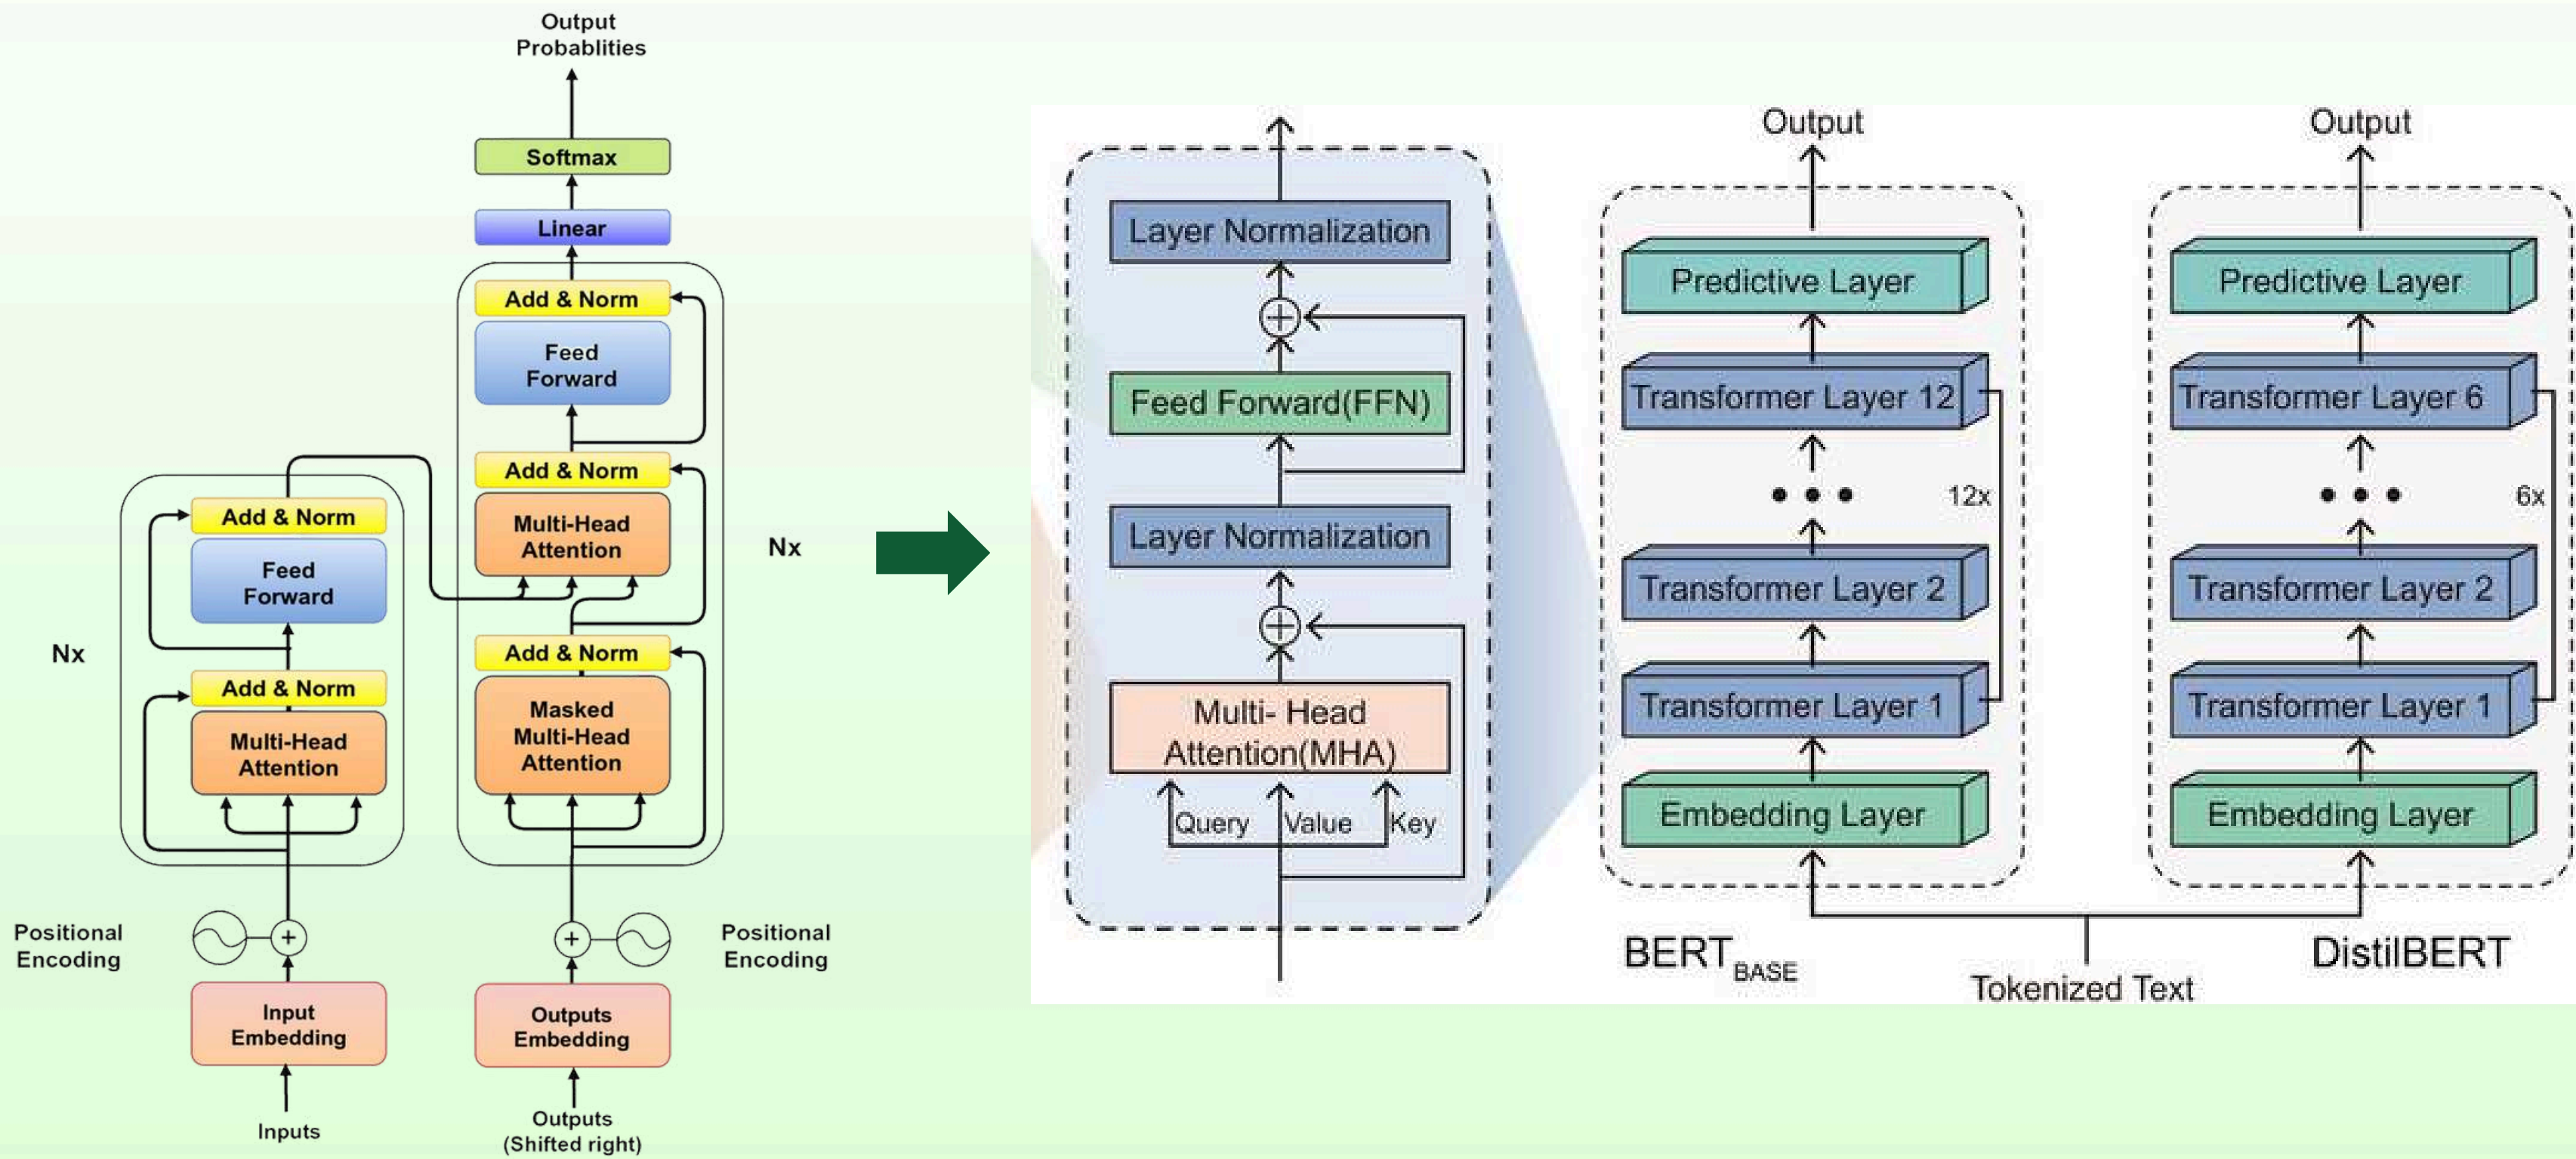 Output
Probablities
Softmax
Linear
Add & Norm
Feed
Forward
Add & Norm
Multi-Head
Attention
Nx
Add & Norm
Masked
Multi-Head
Attention
Add & Norm
Feed
Forward
Nx
Add & Norm
Multi-Head
Attention
Positional
Encoding
+
+
Positional
Encoding
Input
Embedding
Outputs
Embedding
Inputs
Outputs
(Shifted right)
Layer Normalization
Feed Forward(FFN)
Layer Normalization
Multi- Head
Attention(MHA)
Query
Value
Key
Output
Predictive Layer
Transformer Layer 12
12x
Transformer Layer 2
Transformer Layer 1
Embedding Layer
BERT BASE
Output
Predictive Layer
Transformer Layer 6
6x
Transformer Layer 2
Transformer Layer 1
Embedding Layer
DistilBERT
Tokenized Text